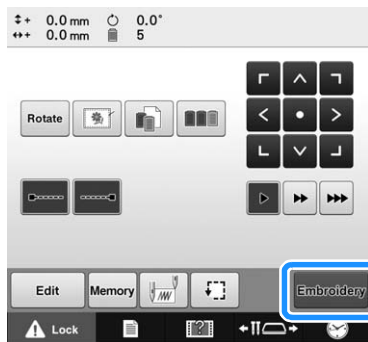 + 0.0 mm 0.0°
+ 0.0 mm 5
Rotate
Edit Memory Embroidery
Lock